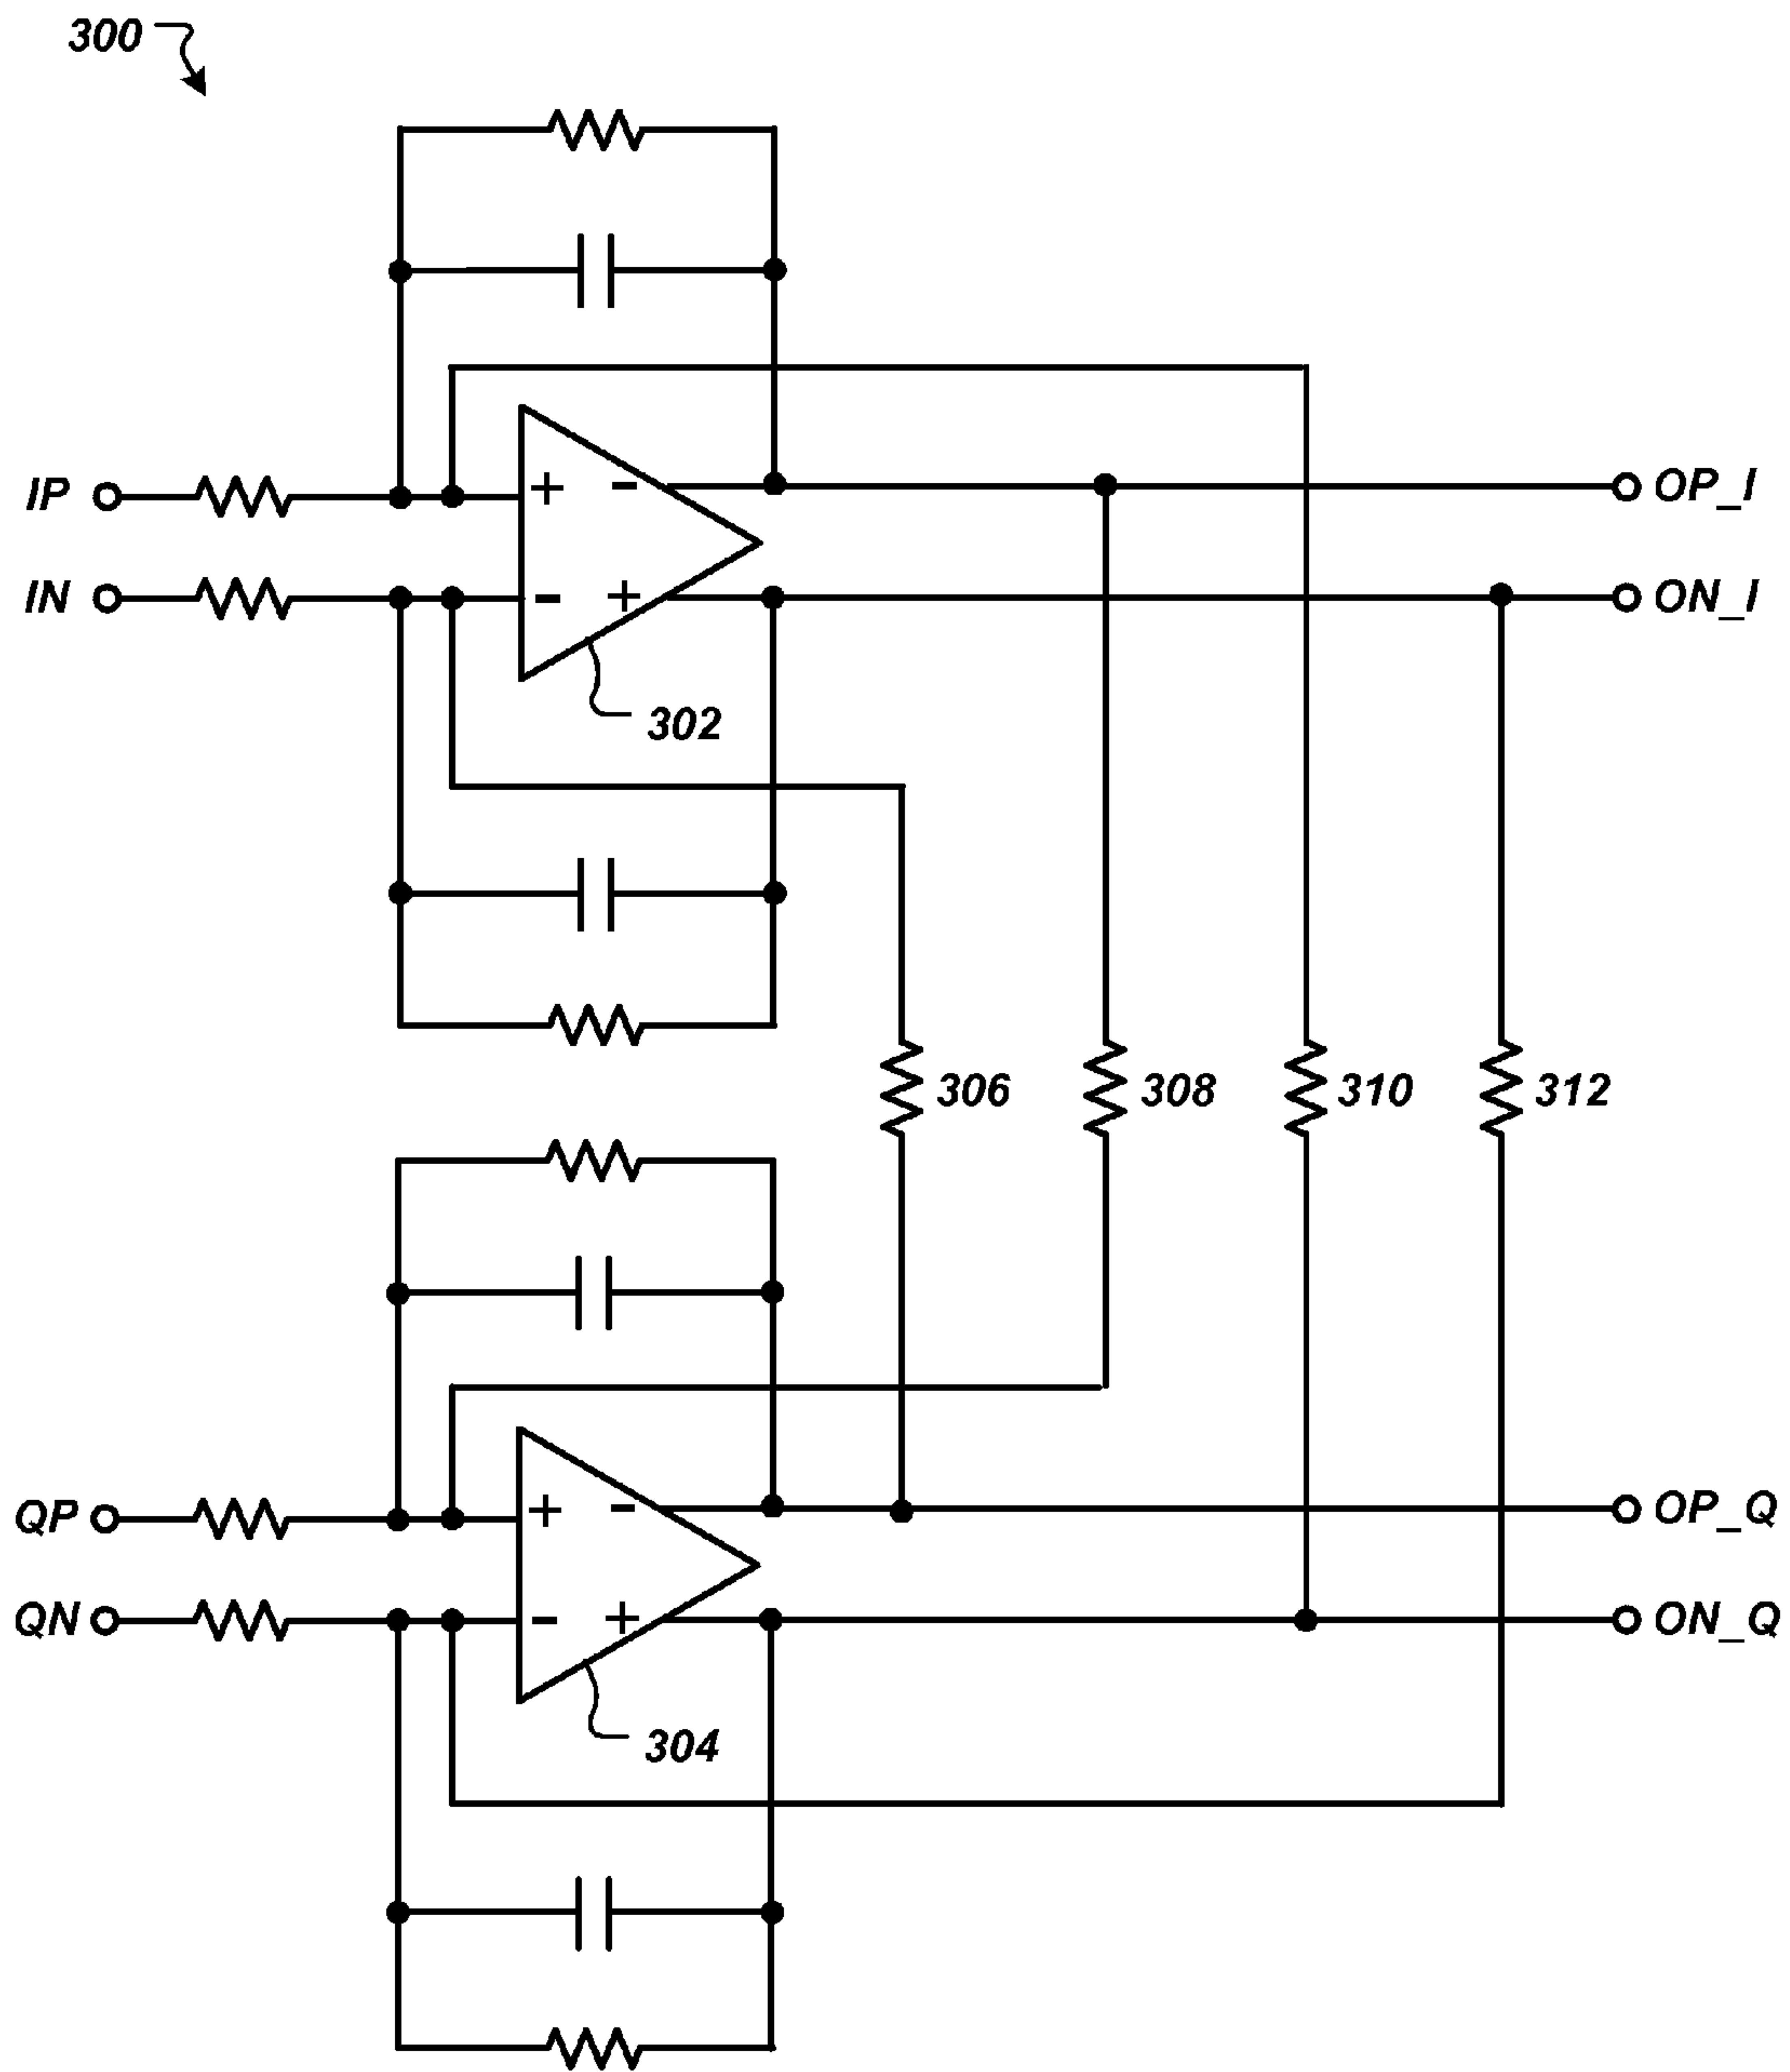 300
IP
+ -
OP_I
IN
- +
ON_I
302
306
308
310
312
QP
+ -
OP_Q
QN
- +
ON_Q
304